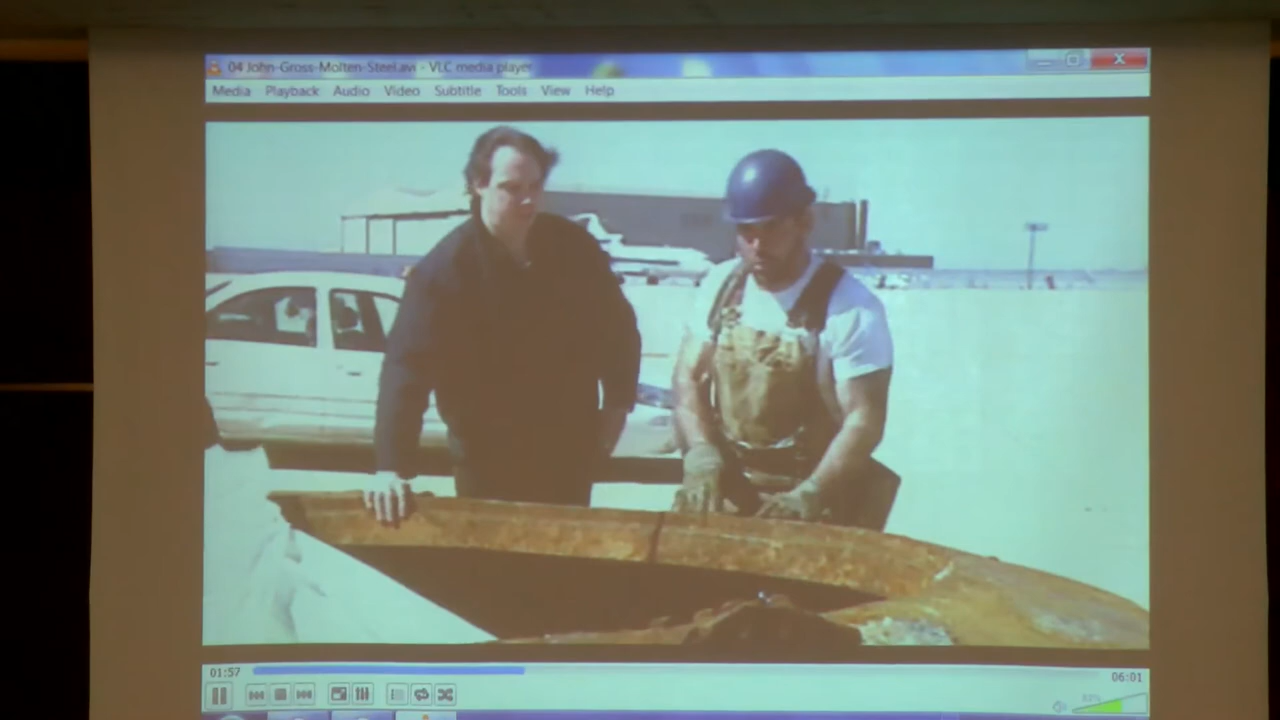 04 John-Gross-Molten-Steel.avi - VLC media player
Media Playback Audio Video Subtitle Tools View Help
01:57
06:01
83%